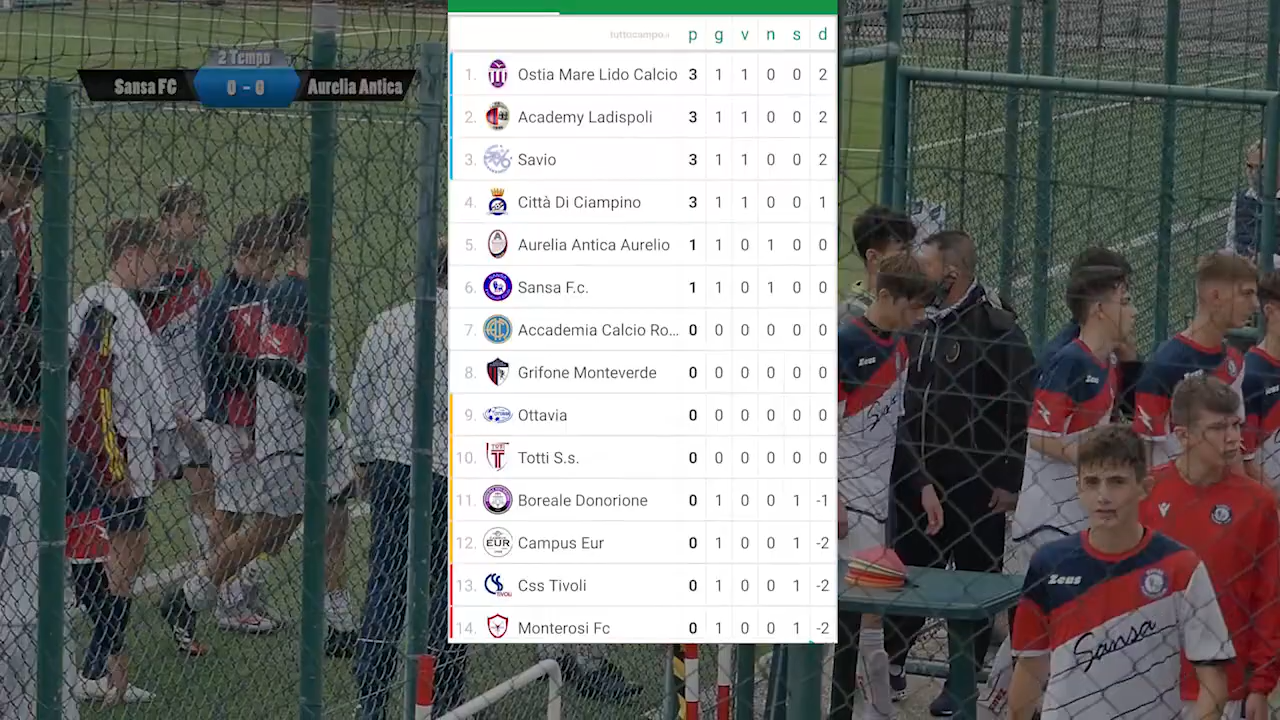 2 Tempo
Sansa FC 0 - 0 Aurelia Antica
tuttocampo.it p g v n s d
1. Ostia Mare Lido Calcio 3 1 1 0 0 2
2. Academy Ladispoli 3 1 1 0 0 2
3. Savio 3 1 1 0 0 2
4. Città Di Ciampino 3 1 1 0 0 1
5. Aurelia Antica Aurelio 1 1 0 1 0 0
6. Sansa F.c. 1 1 0 1 0 0
7. Accademia Calcio Ro... 0 0 0 0 0 0
8. Grifone Monteverde 0 0 0 0 0 0
9. Ottavia 0 0 0 0 0 0
10. Totti S.s. 0 0 0 0 0 0
11. Boreale Donorione 0 1 0 0 1 -1
12. Campus Eur 0 1 0 0 1 -2
13. Css Tivoli 0 1 0 0 1 -2
14. Monterosi Fc 0 1 0 0 1 -2
Zeus
Zeus
Zeus
Sansa